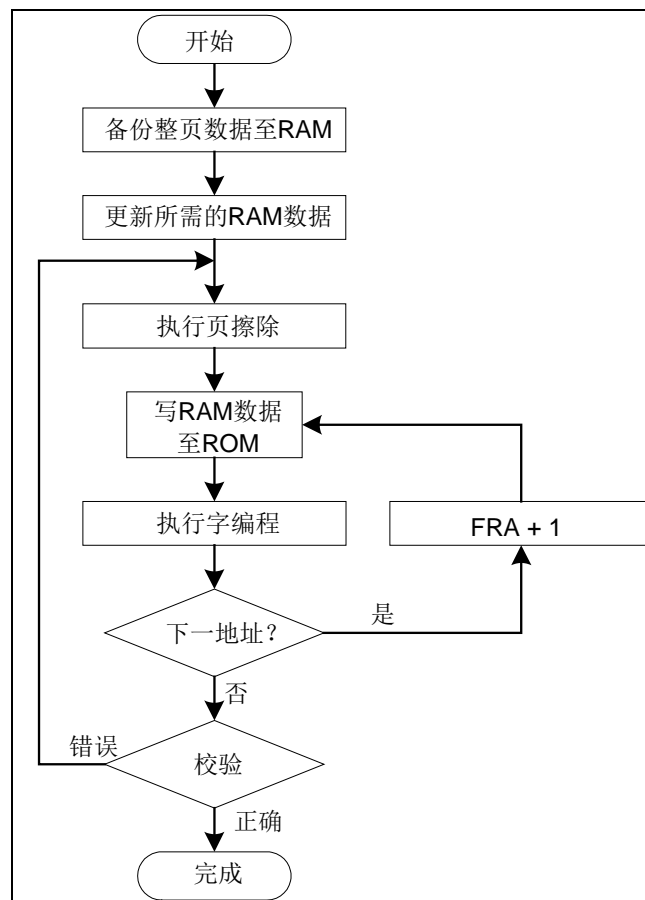 开始
备份整页数据至RAM
更新所需的RAM数据
执行页擦除
写RAM数据
至ROM
执行字编程
FRA + 1
下一地址?
是
否
错误
校验
正确
完成